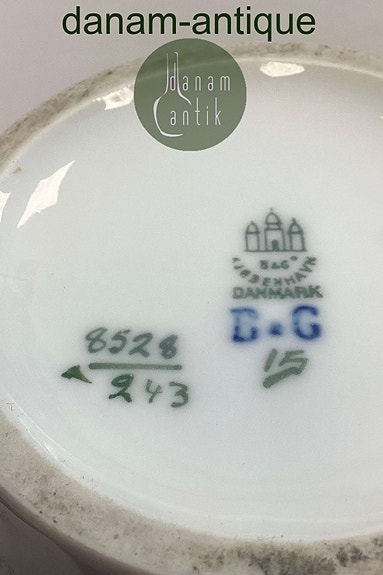 danam-antique
danam
antik
B&G
KJØBENHAVN
DANMARK
B&G
15
8528
243